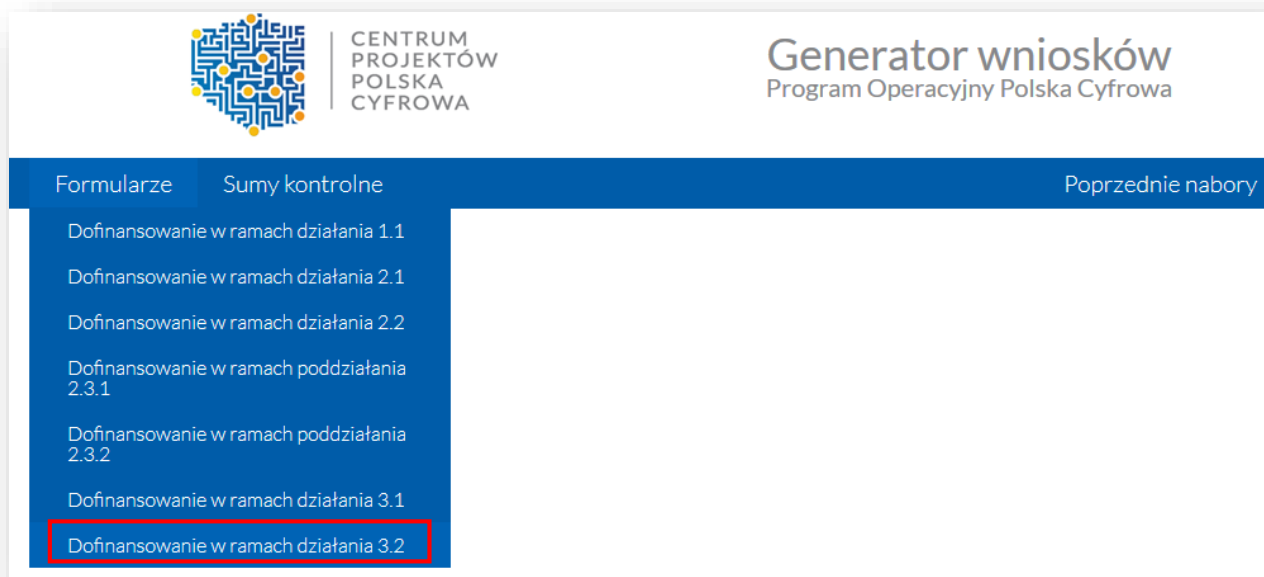 CENTRUM
PROJEKTÓW
POLSKA
CYFROWA
Generator wniosków
Program Operacyjny Polska Cyfrowa
Formularze Sumy kontrolne Poprzednie nabory
Dofinansowanie w ramach działania 1.1
Dofinansowanie w ramach działania 2.1
Dofinansowanie w ramach działania 2.2
Dofinansowanie w ramach poddziałania
2.3.1
Dofinansowanie w ramach poddziałania
2.3.2
Dofinansowanie w ramach działania 3.1
Dofinansowanie w ramach działania 3.2